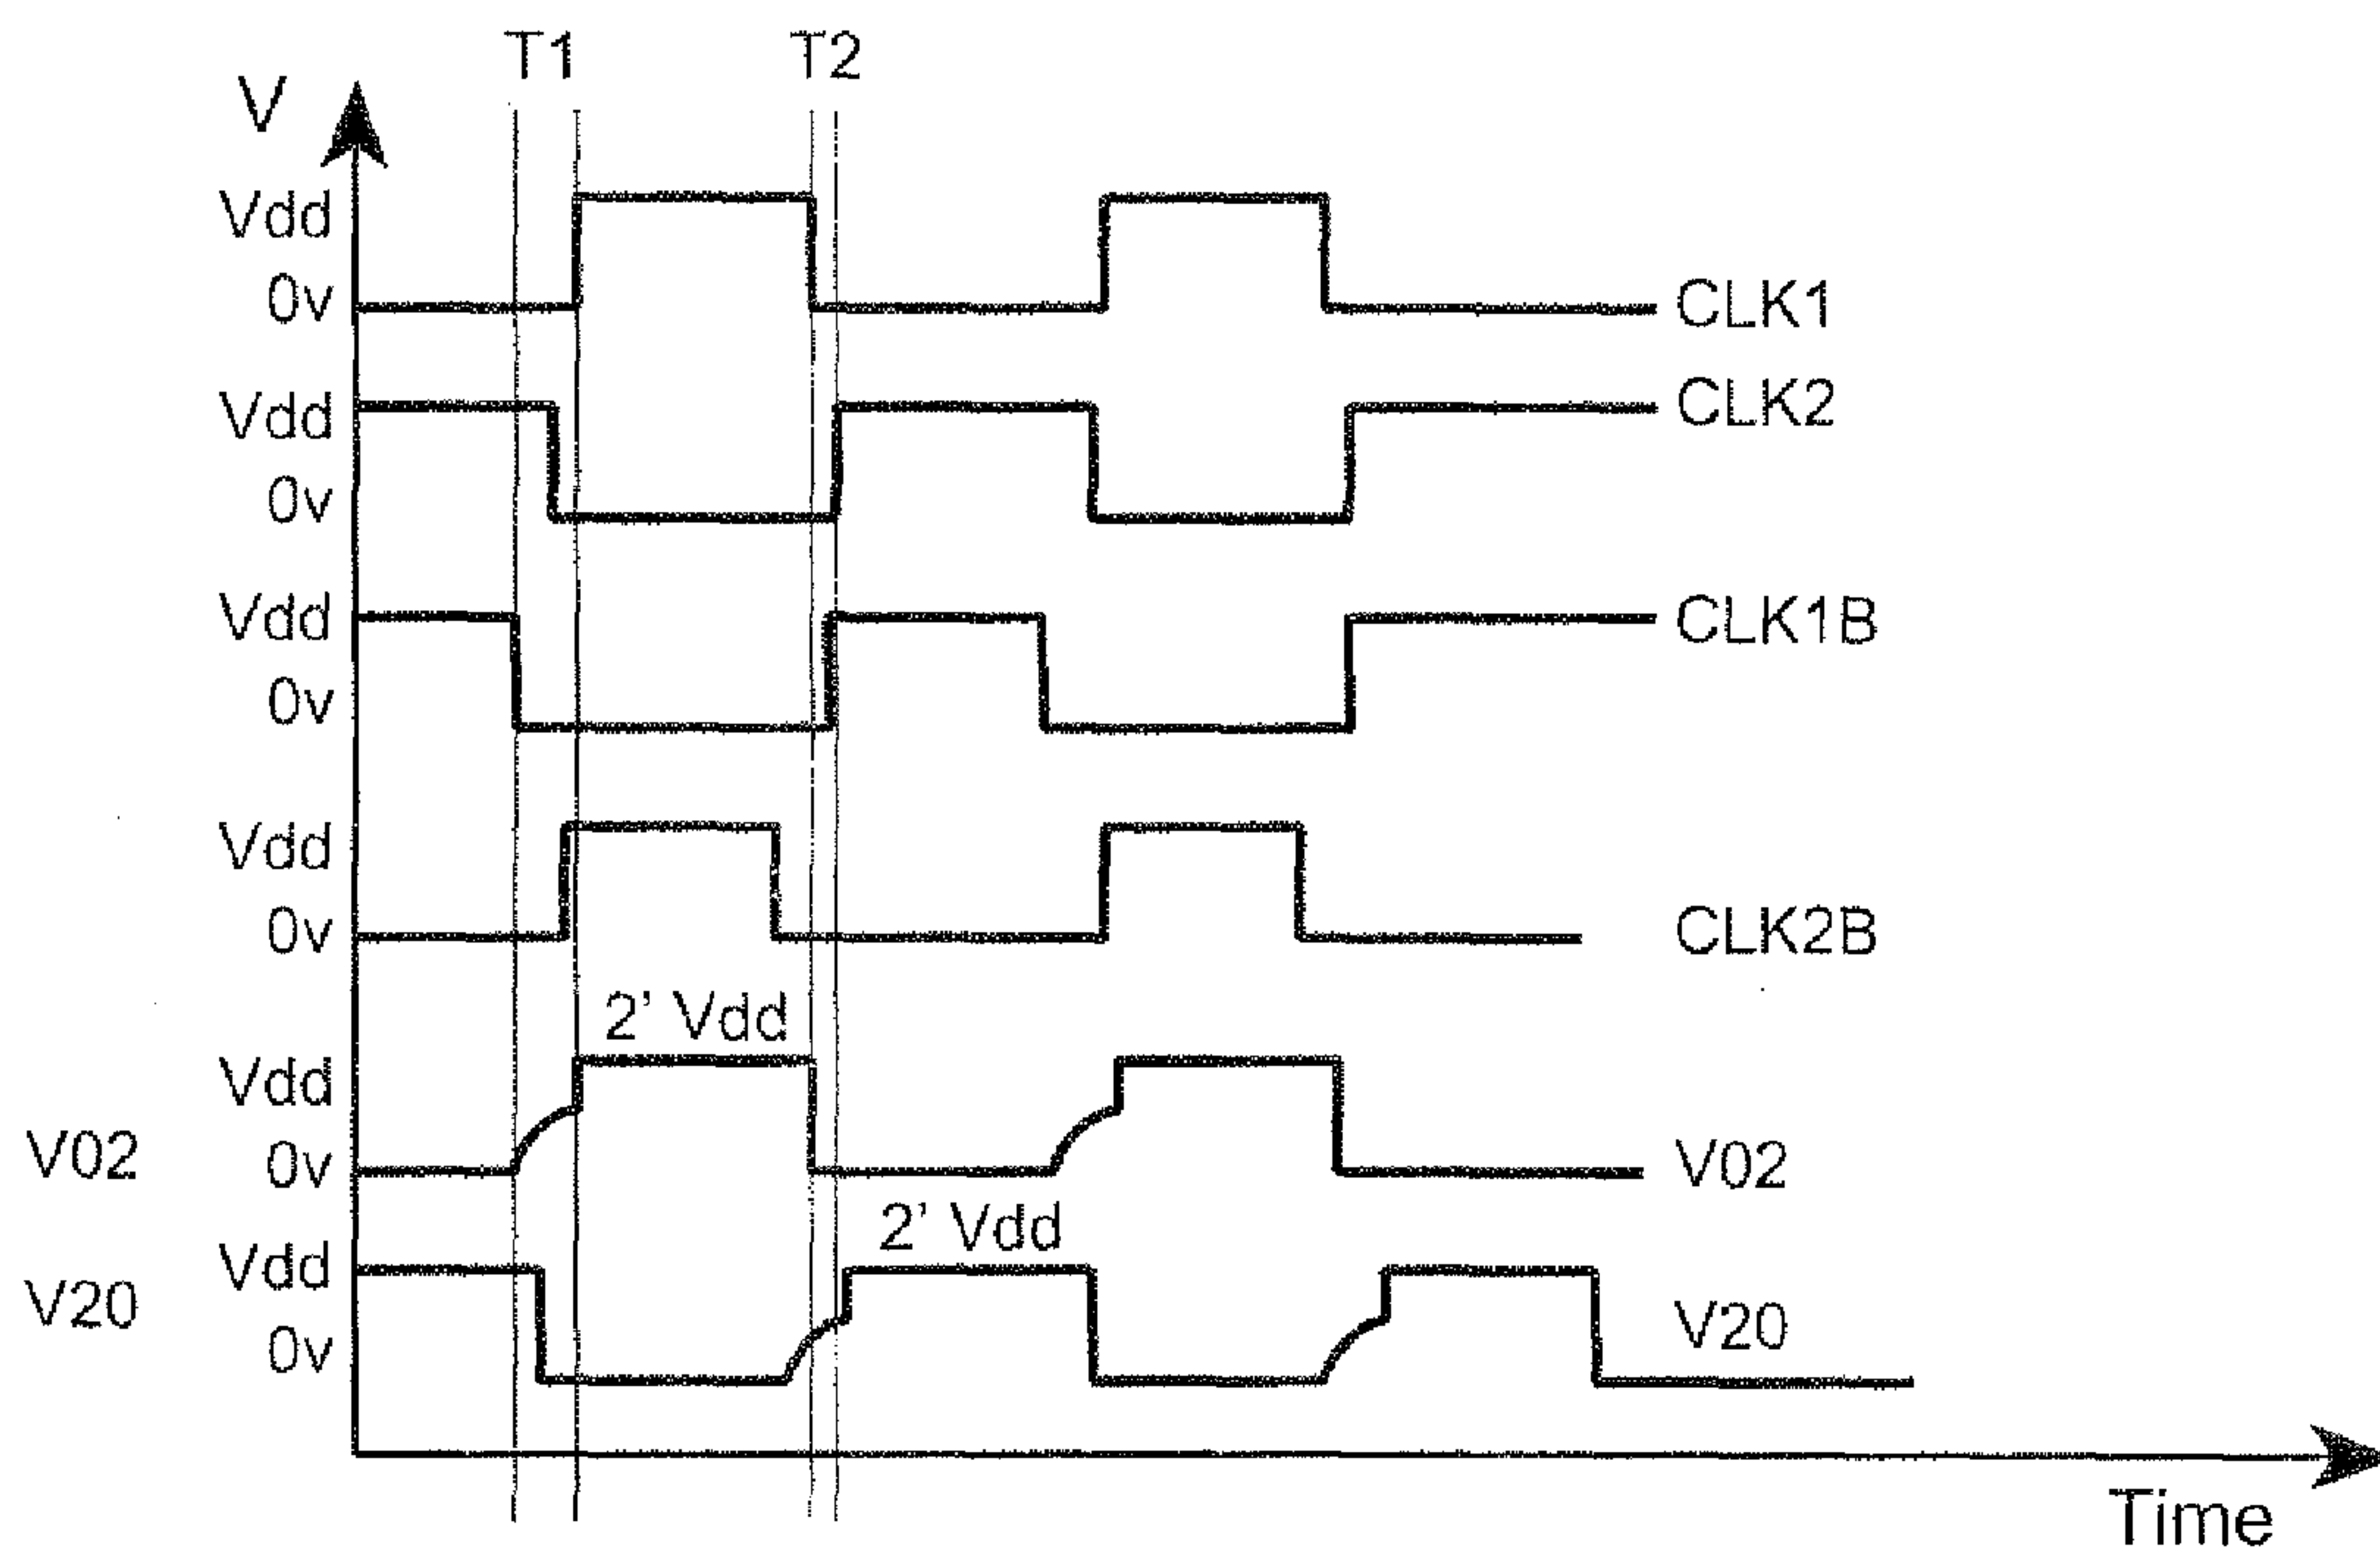 T1 T2
V
Vdd
0v CLK1
Vdd CLK2
0v
Vdd CLK1B
0v
Vdd
0v CLK2B
2' Vdd
Vdd
V02 0v V02
2' Vdd
Vdd
V20 V20
0v
Time